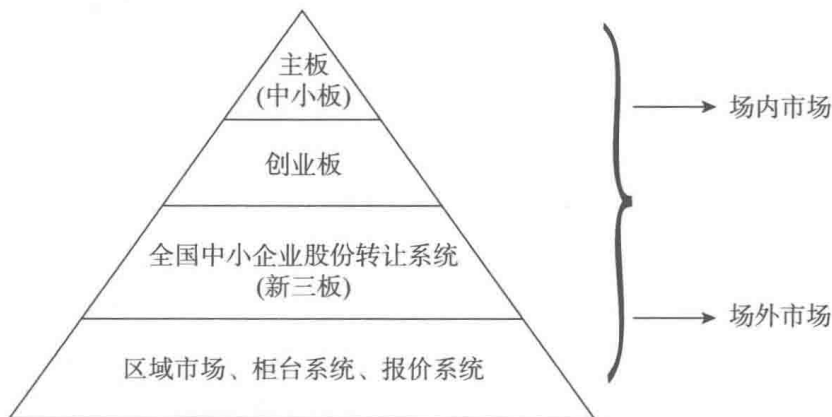 主板
(中小板)
场内市场
创业板
全国中小企业股份转让系统
(新三板)
场外市场
区域市场、柜台系统、报价系统